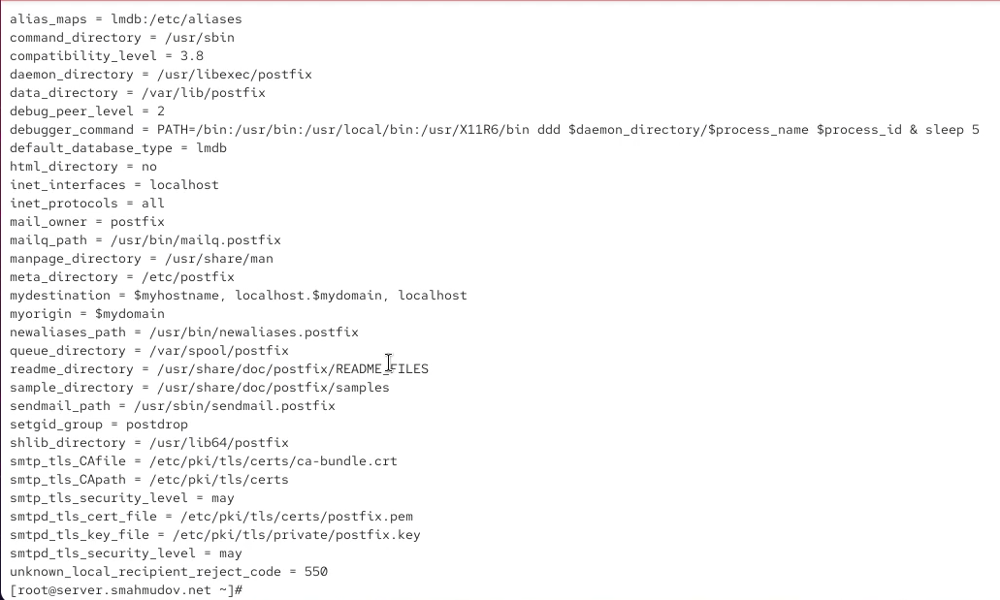 alias_maps = lmdb:/etc/aliases
command_directory = /usr/sbin
compatibility_level = 3.8
daemon_directory = /usr/libexec/postfix
data_directory = /var/lib/postfix
debug_peer_level = 2
debugger_command = PATH=/bin:/usr/bin:/usr/local/bin:/usr/X11R6/bin ddd $daemon_directory/$process_name $process_id & sleep 5
default_database_type = lmdb
html_directory = no
inet_interfaces = localhost
inet_protocols = all
mail_owner = postfix
mailq_path = /usr/bin/mailq.postfix
manpage_directory = /usr/share/man
meta_directory = /etc/postfix
mydestination = $myhostname, localhost.$mydomain, localhost
myorigin = $mydomain
newaliases_path = /usr/bin/newaliases.postfix
queue_directory = /var/spool/postfix
readme_directory = /usr/share/doc/postfix/README_FILES
sample_directory = /usr/share/doc/postfix/samples
sendmail_path = /usr/sbin/sendmail.postfix
setgid_group = postdrop
shlib_directory = /usr/lib64/postfix
smtp_tls_CAfile = /etc/pki/tls/certs/ca-bundle.crt
smtp_tls_CApath = /etc/pki/tls/certs
smtp_tls_security_level = may
smtpd_tls_cert_file = /etc/pki/tls/certs/postfix.pem
smtpd_tls_key_file = /etc/pki/tls/private/postfix.key
smtpd_tls_security_level = may
unknown_local_recipient_reject_code = 550
[root@server.smahmudov.net ~]#